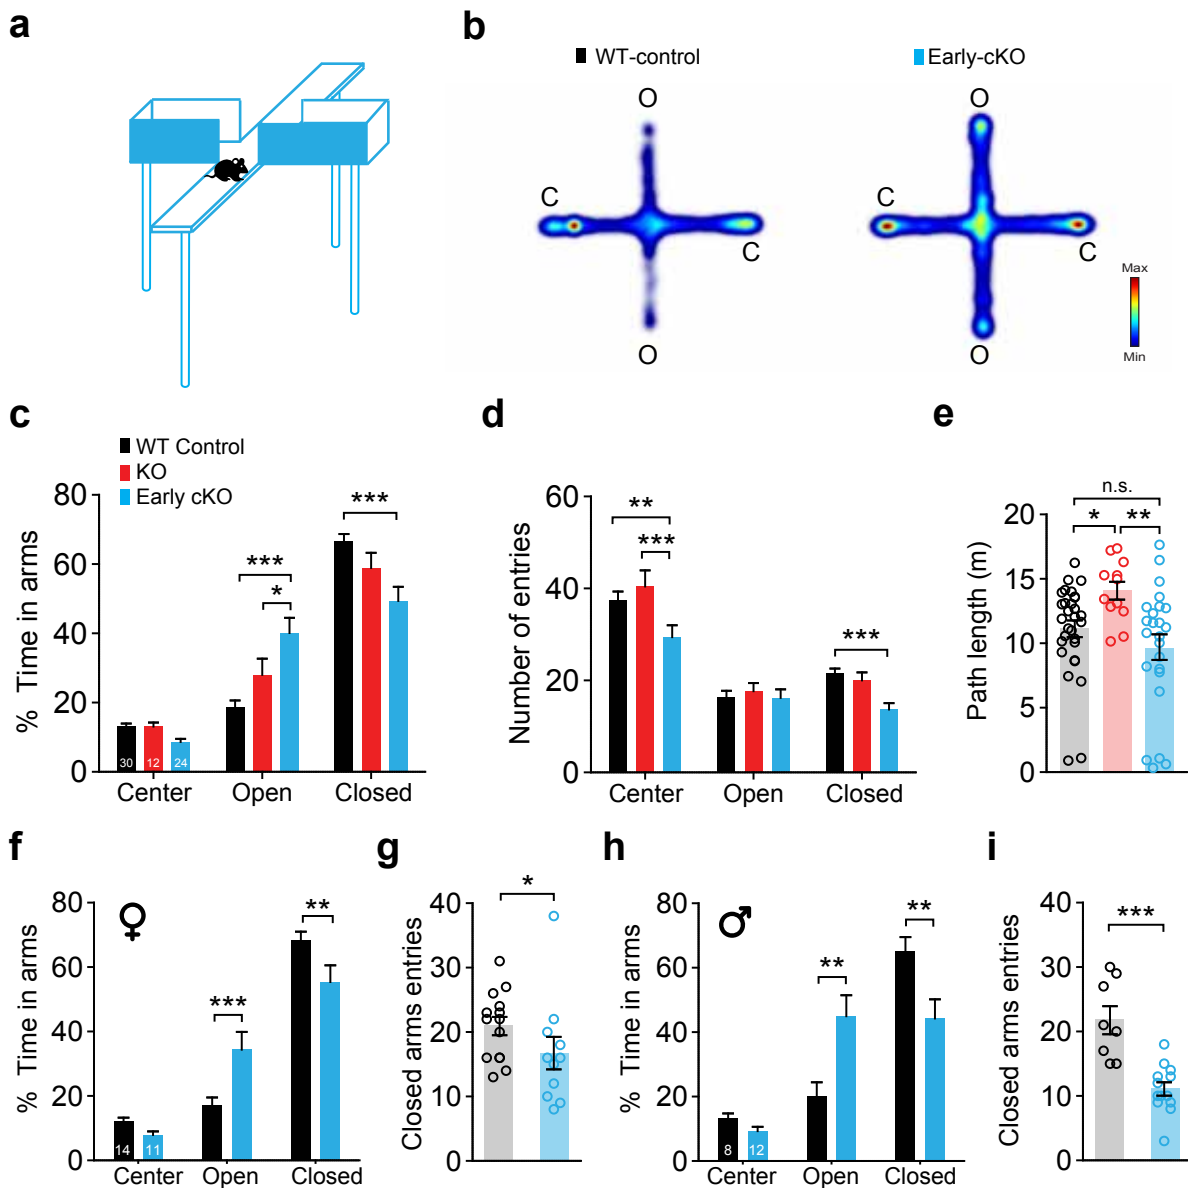 a
b
WT-control
Early-cKO
O
O
C
C
C
C
O
O
Max
Min
c
WT Control
KO
Early cKO
% Time in arms
80
60
40
20
0
***
*
***
30
12
24
Center
Open
Closed
d
Number of entries
60
40
20
0
**
***
***
Center
Open
Closed
e
Path length (m)
20
15
10
5
0
n.s.
*
**
f
% Time in arms
80
60
40
20
0
♀
***
**
14
11
Center
Open
Closed
g
Closed arms entries
40
30
20
10
0
*
h
% Time in arms
80
60
40
20
0
♂
**
**
8
12
Center
Open
Closed
i
Closed arms entries
40
30
20
10
0
***